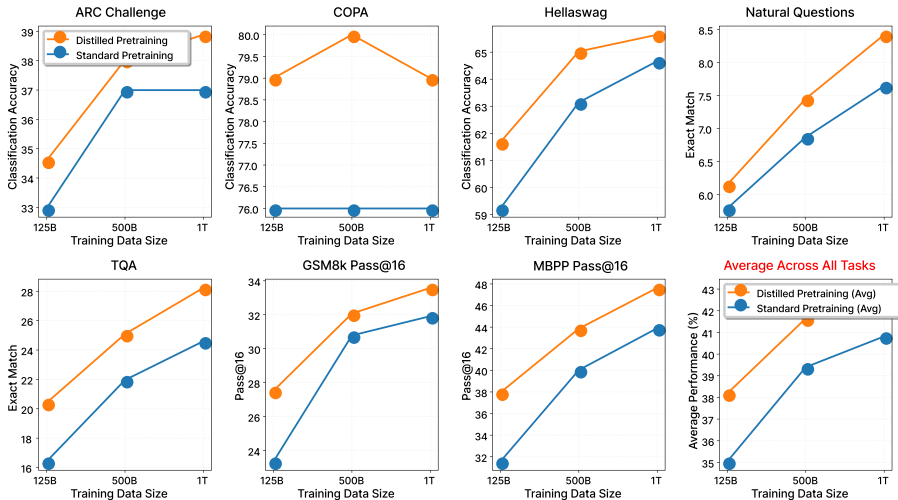 ARC Challenge
COPA
Hellaswag
Natural Questions
Classification Accuracy
39
38
37
36
35
34
33
Distilled Pretraining
Standard Pretraining
125B
500B
1T
Training Data Size
Classification Accuracy
80.0
79.5
79.0
78.5
78.0
77.5
77.0
76.5
76.0
125B
500B
1T
Training Data Size
Classification Accuracy
65
64
63
62
61
60
59
125B
500B
1T
Training Data Size
Exact Match
8.5
8.0
7.5
7.0
6.5
6.0
125B
500B
1T
Training Data Size
TQA
GSM8k Pass@16
MBPP Pass@16
Average Across All Tasks
Exact Match
28
26
24
22
20
18
16
125B
500B
1T
Training Data Size
Pass@16
34
32
30
28
26
24
125B
500B
1T
Training Data Size
Pass@16
48
46
44
42
40
38
36
34
32
125B
500B
1T
Training Data Size
Average Performance (%)
43
42
41
40
39
38
37
36
35
Distilled Pretraining (Avg)
Standard Pretraining (Avg)
125B
500B
1T
Training Data Size